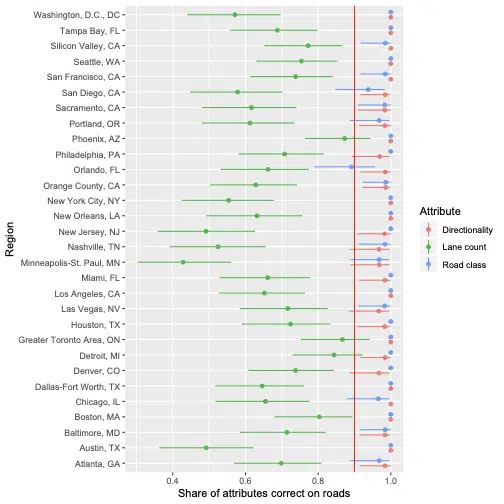 Washington, D.C., DC
Tampa Bay, FL
Silicon Valley, CA
Seattle, WA
San Francisco, CA
San Diego, CA
Sacramento, CA
Portland, OR
Phoenix, AZ
Philadelphia, PA
Orlando, FL
Orange County, CA
New York City, NY
New Orleans, LA
New Jersey, NJ
Nashville, TN
Minneapolis-St. Paul, MN
Miami, FL
Los Angeles, CA
Las Vegas, NV
Houston, TX
Greater Toronto Area, ON
Detroit, MI
Denver, CO
Dallas-Fort Worth, TX
Chicago, IL
Boston, MA
Baltimore, MD
Austin, TX
Atlanta, GA
Region
0.4 0.6 0.8 1.0
Share of attributes correct on roads
Attribute
Directionality
Lane count
Road class